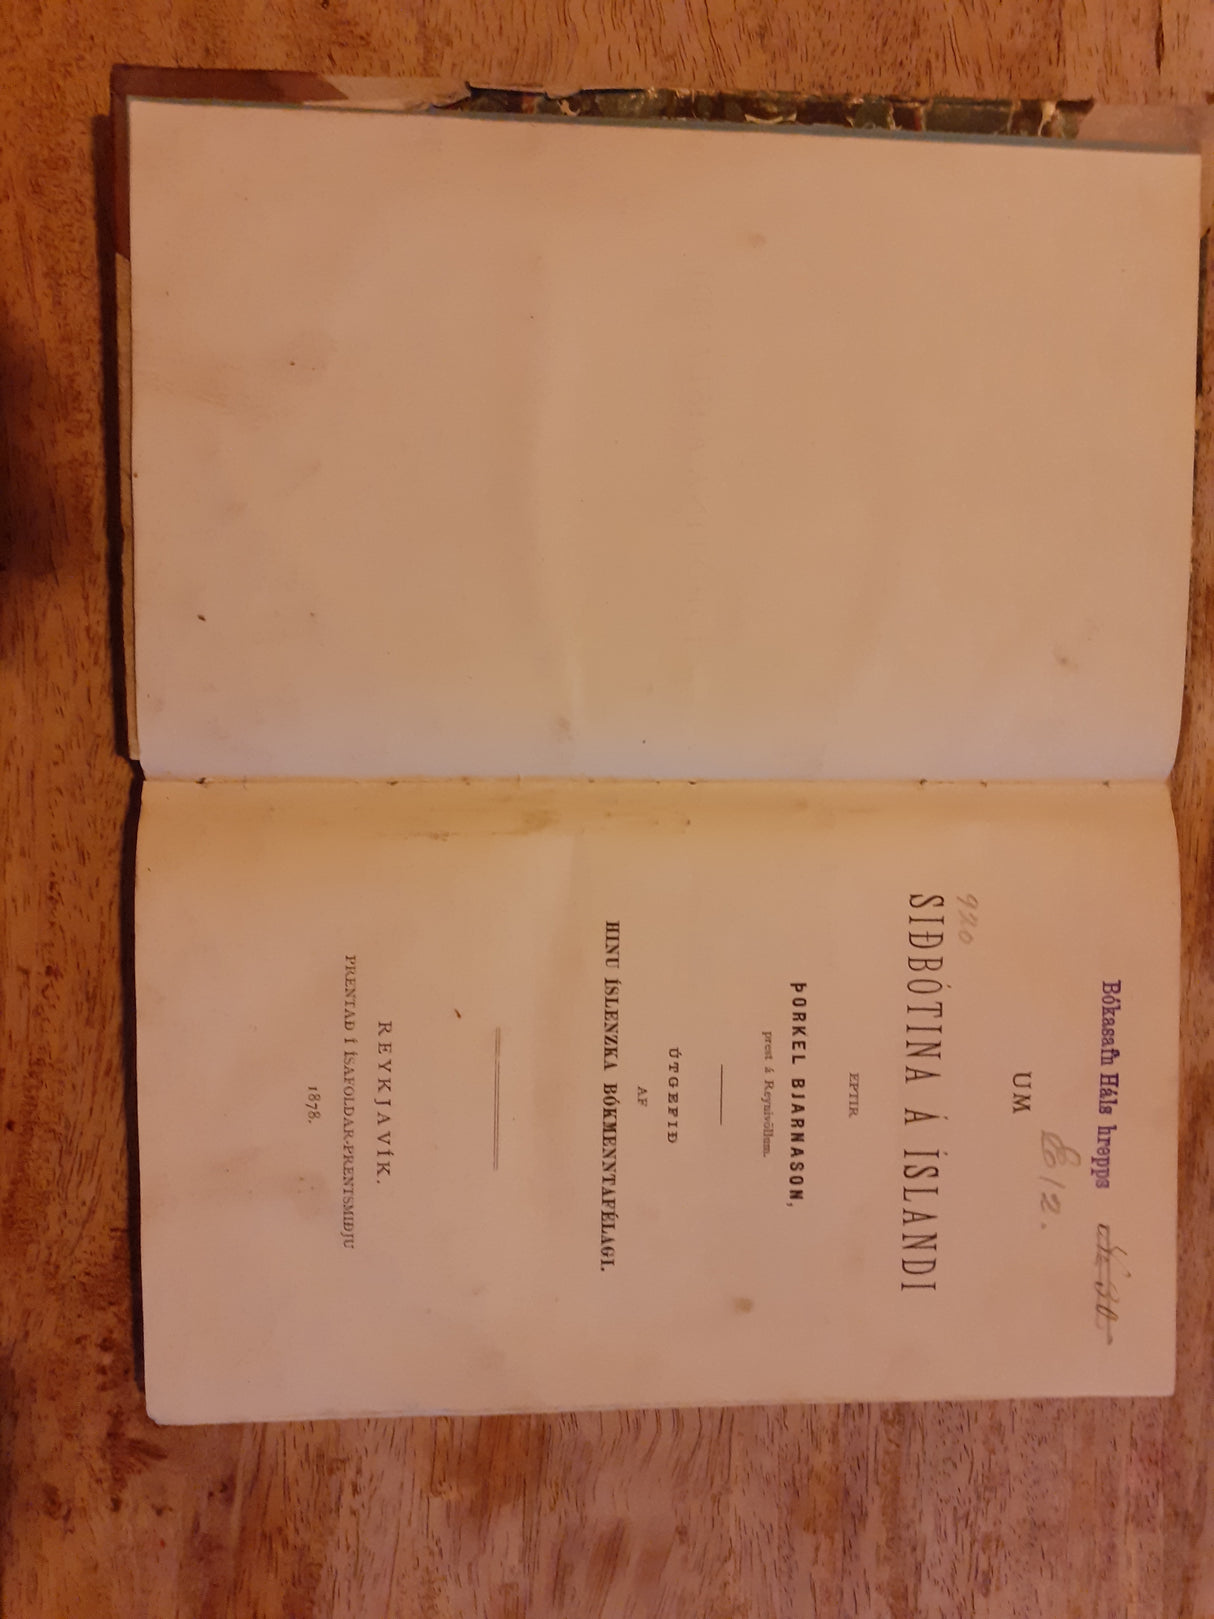 Bókasafn Háls hrepps
UM
920
SIÐBÓTINA Á ÍSLANDI
EPTIR
ÞORKEL BJARNASON,
prest á Reynivöllum.
ÚTGEFIÐ
AF
HINU ÍSLENZKA BÓKMENNTAFÉLAGI.
REYKJAVÍK.
PRENTAÐ Í ÍSAFOLDAR-PRENTSMIÐJU
1878.